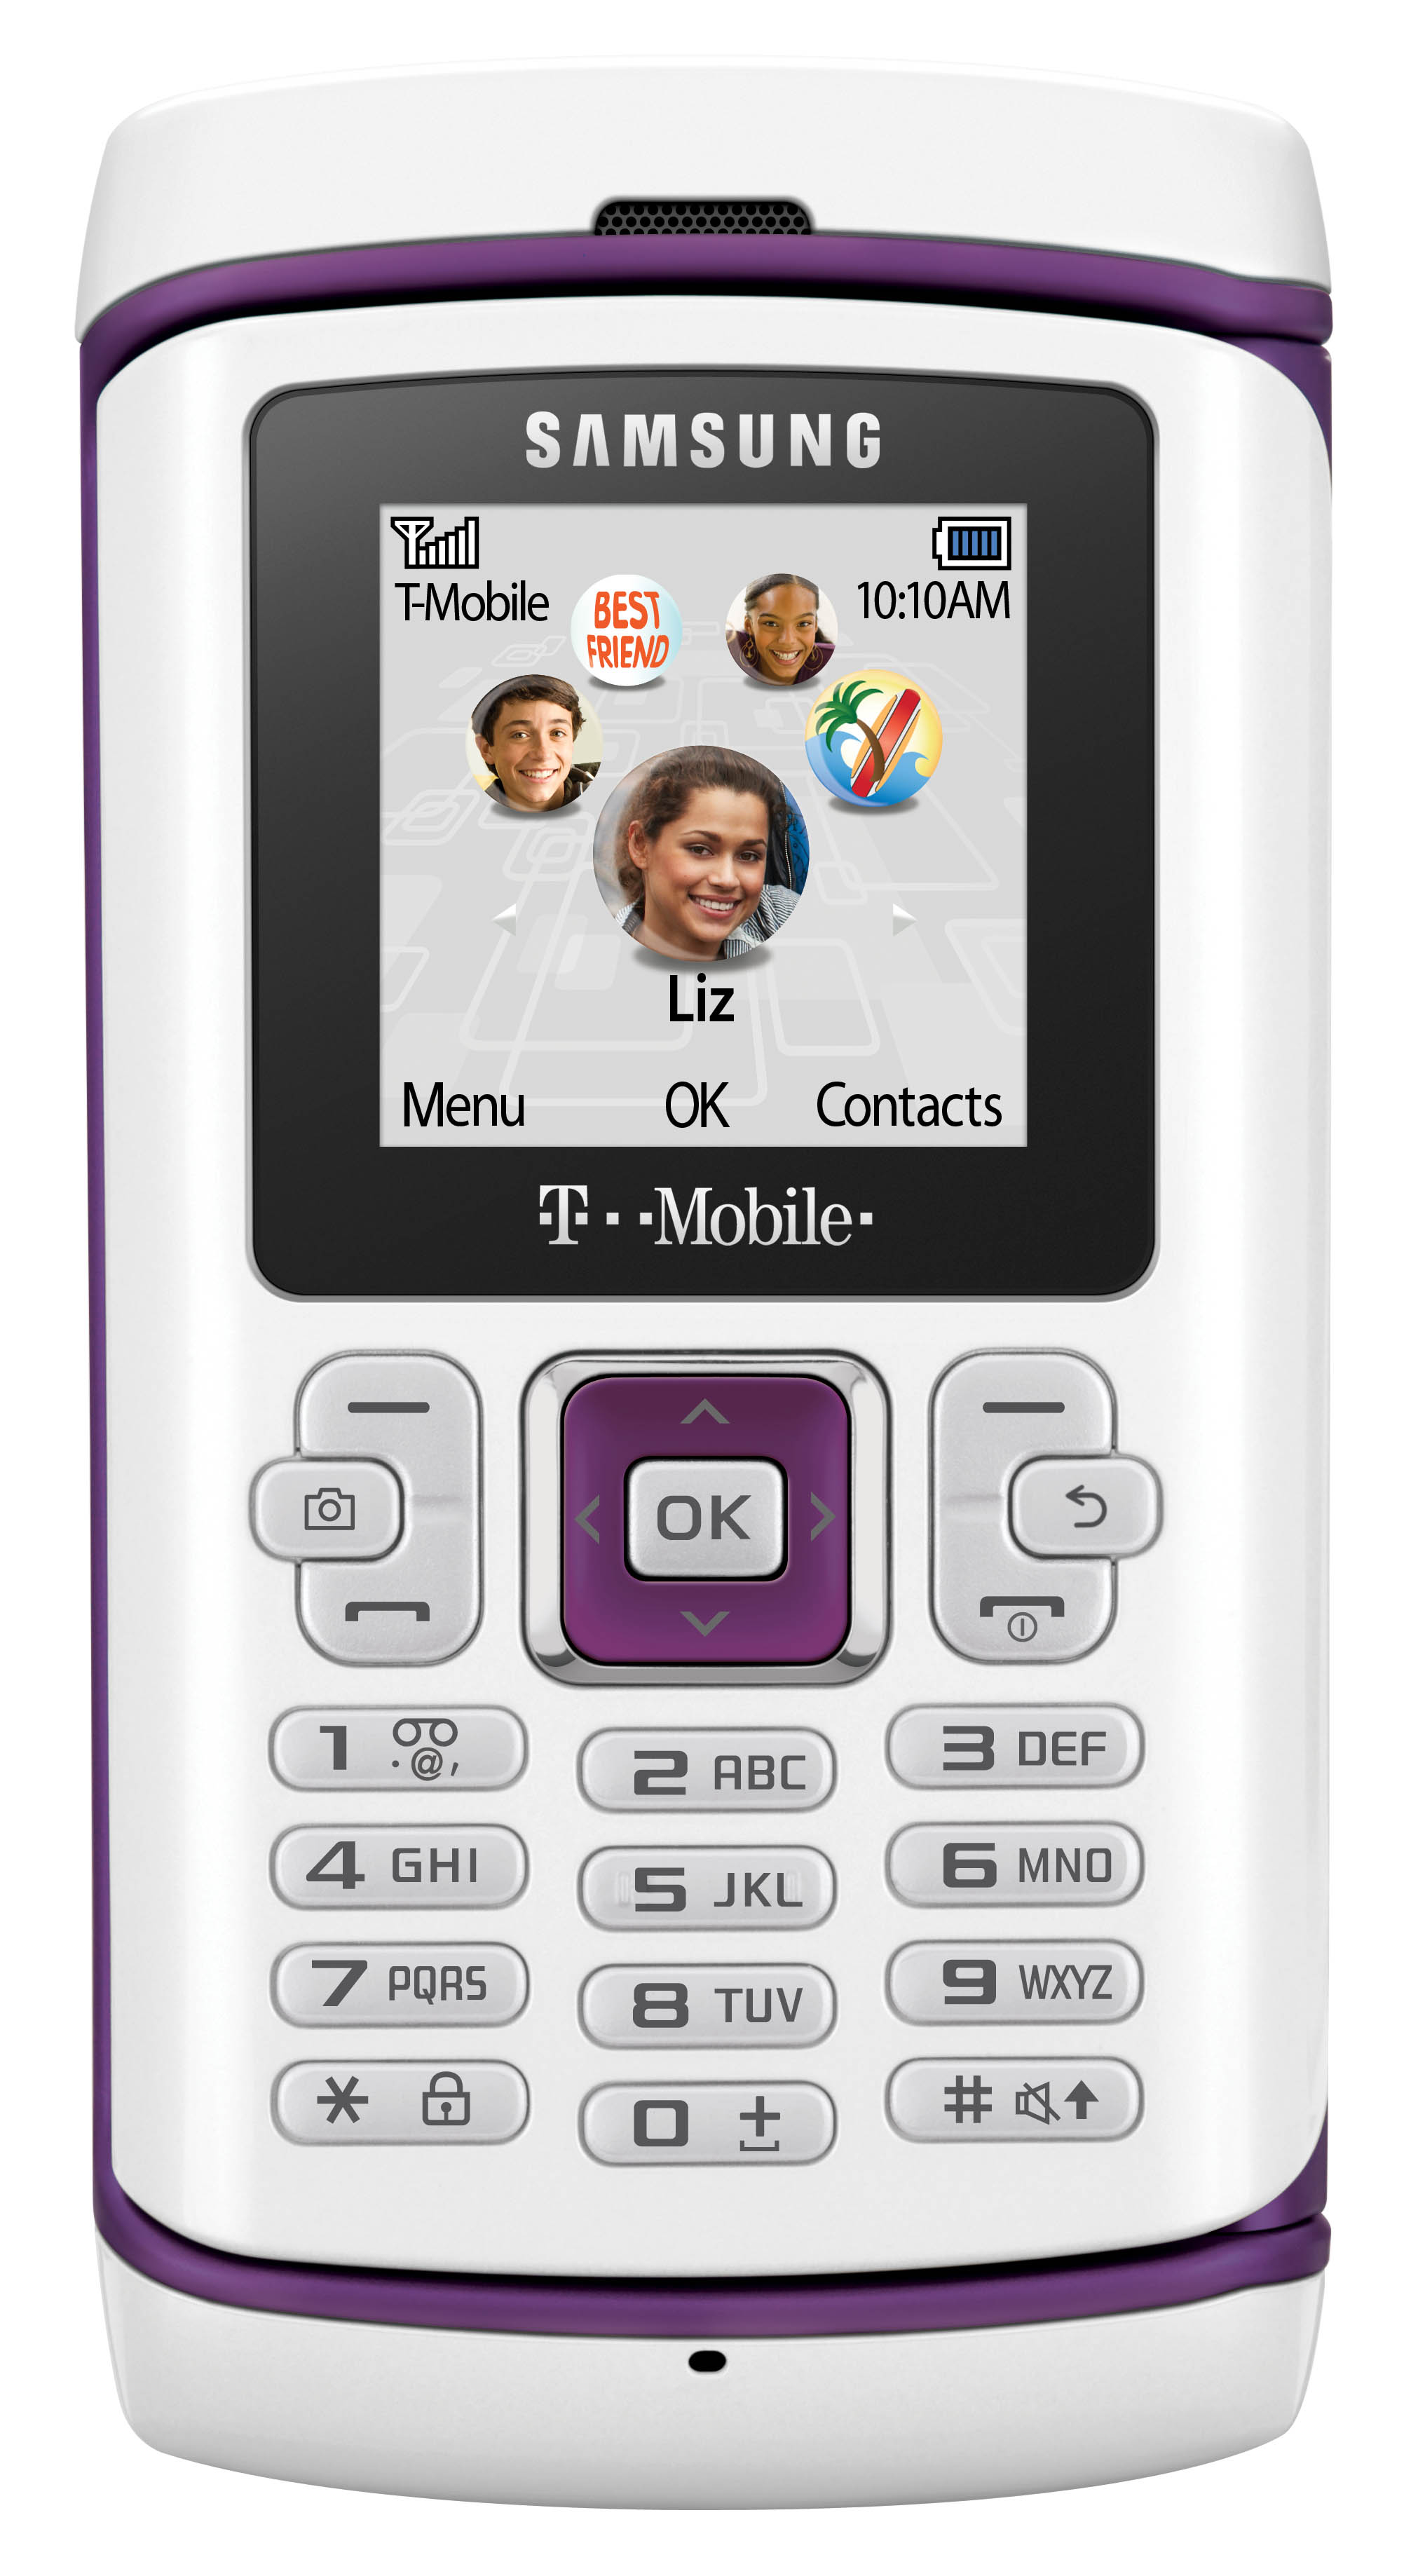 SAMSUNG
T-Mobile
10:10AM
BEST
FRIEND
Liz
Menu OK Contacts
T··Mobile·
OK
1 .@,
2 ABC
3 DEF
4 GHI
5 JKL
6 MNO
7 PQRS
8 TUV
9 WXYZ
*
0 +
#